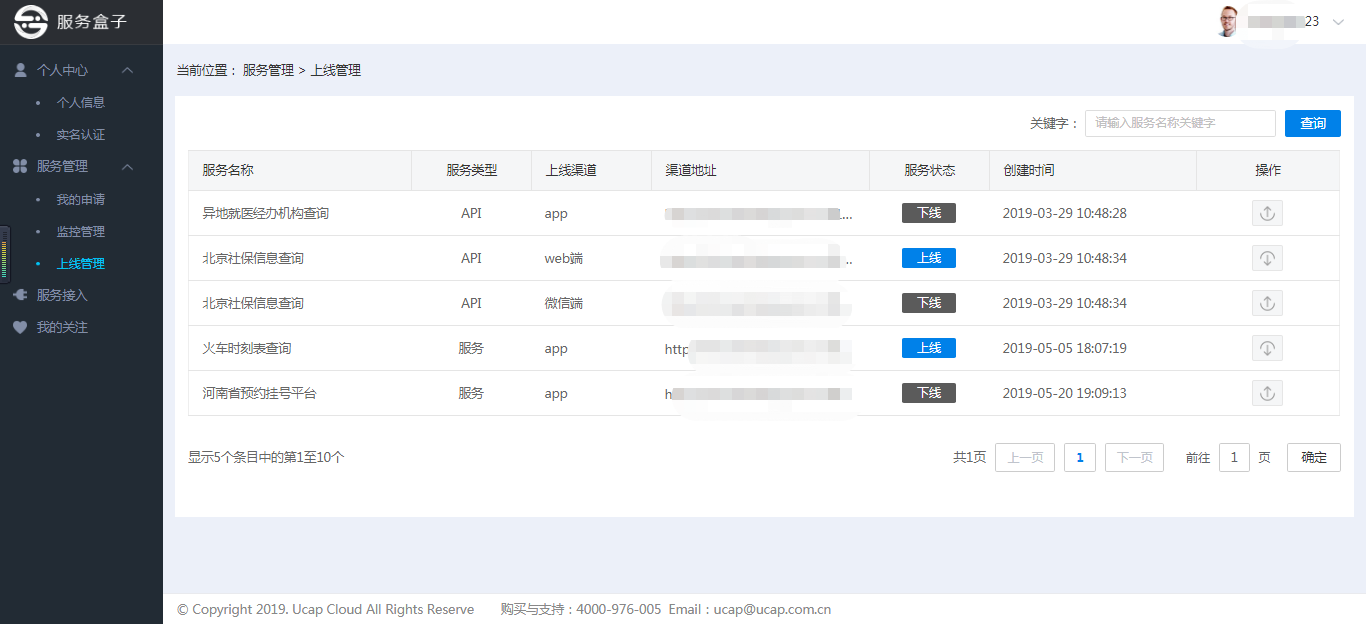 服务盒子
23
个人中心
个人信息
实名认证
服务管理
我的申请
监控管理
上线管理
服务接入
我的关注
当前位置： 服务管理 > 上线管理
关键字： 请输入服务名称关键字 查询
服务名称 服务类型 上线渠道 渠道地址 服务状态 创建时间 操作
异地就医经办机构查询 API app ... 下线 2019-03-29 10:48:28
北京社保信息查询 API web端 .. 上线 2019-03-29 10:48:34
北京社保信息查询 API 微信端 下线 2019-03-29 10:48:34
火车时刻表查询 服务 app http 上线 2019-05-05 18:07:19
河南省预约挂号平台 服务 app h 下线 2019-05-20 19:09:13
显示5个条目中的第1至10个 共1页 上一页 1 下一页 前往 1 页 确定
© Copyright 2019. Ucap Cloud All Rights Reserve 购买与支持：4000-976-005 Email：ucap@ucap.com.cn